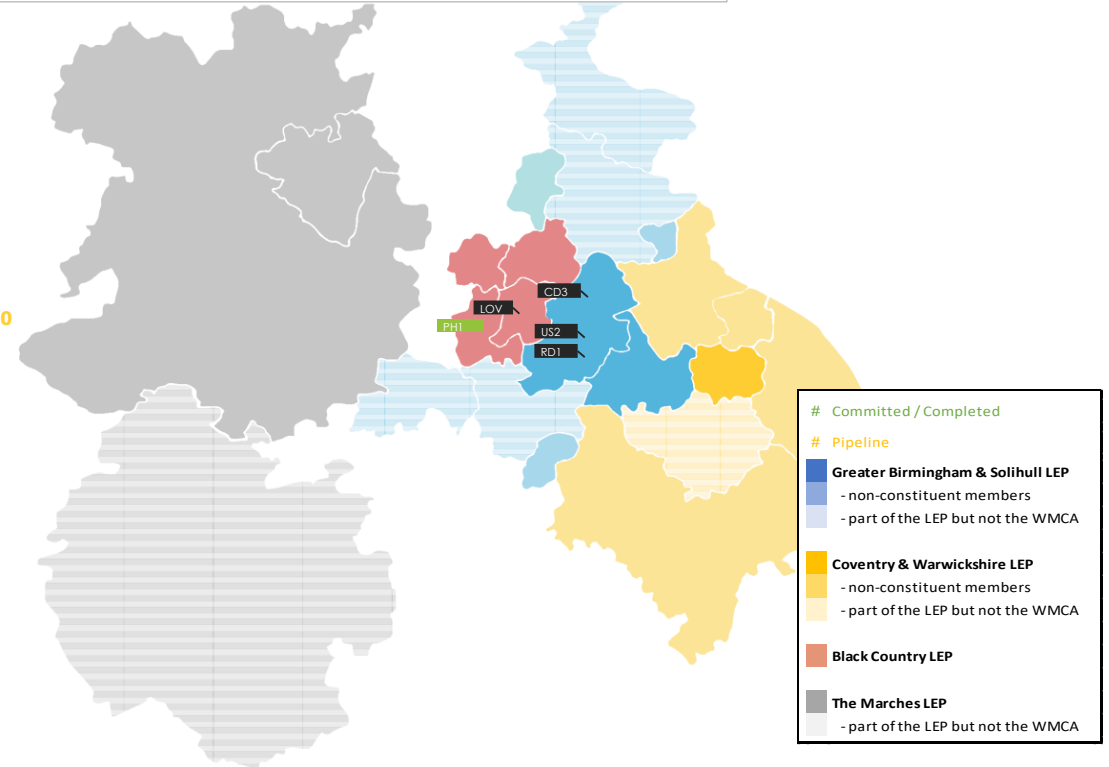 CD3
LOV
0
PH1
US2
RD1
# Committed / Completed
# Pipeline
Greater Birmingham & Solihull LEP
- non-constituent members
- part of the LEP but not the WMCA
Coventry & Warwickshire LEP
- non-constituent members
- part of the LEP but not the WMCA
Black Country LEP
The Marches LEP
- part of the LEP but not the WMCA